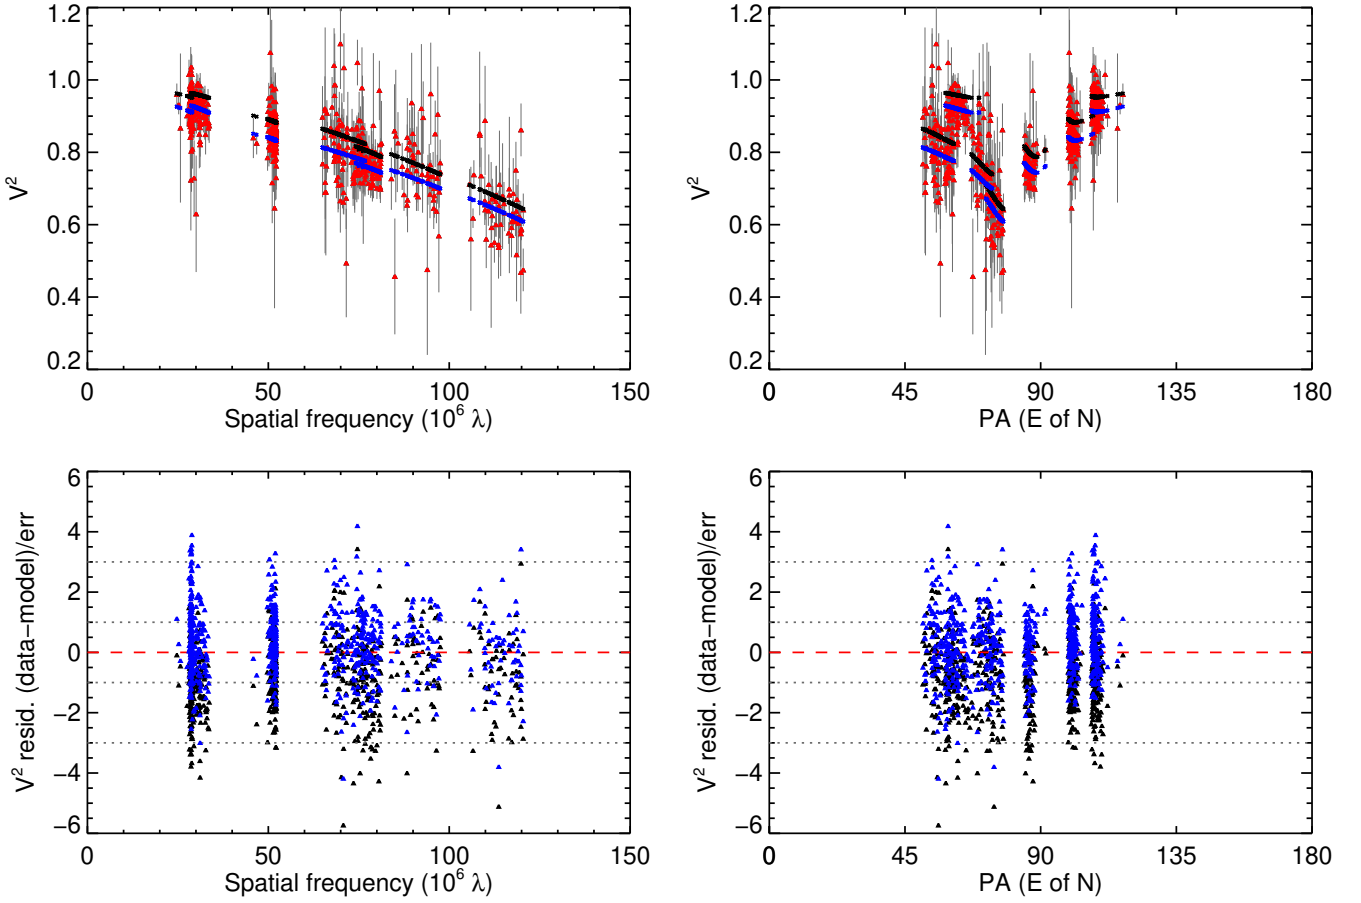 1.2
1.0
0.8
0.6
0.4
0.2
V²
0 50 100 150
Spatial frequency (10⁶ λ)
1.2
1.0
0.8
0.6
0.4
0.2
V²
0 45 90 135 180
PA (E of N)
6
4
2
0
−2
−4
−6
V² resid. (data−model)/err
0 50 100 150
Spatial frequency (10⁶ λ)
6
4
2
0
−2
−4
−6
V² resid. (data−model)/err
0 45 90 135 180
PA (E of N)